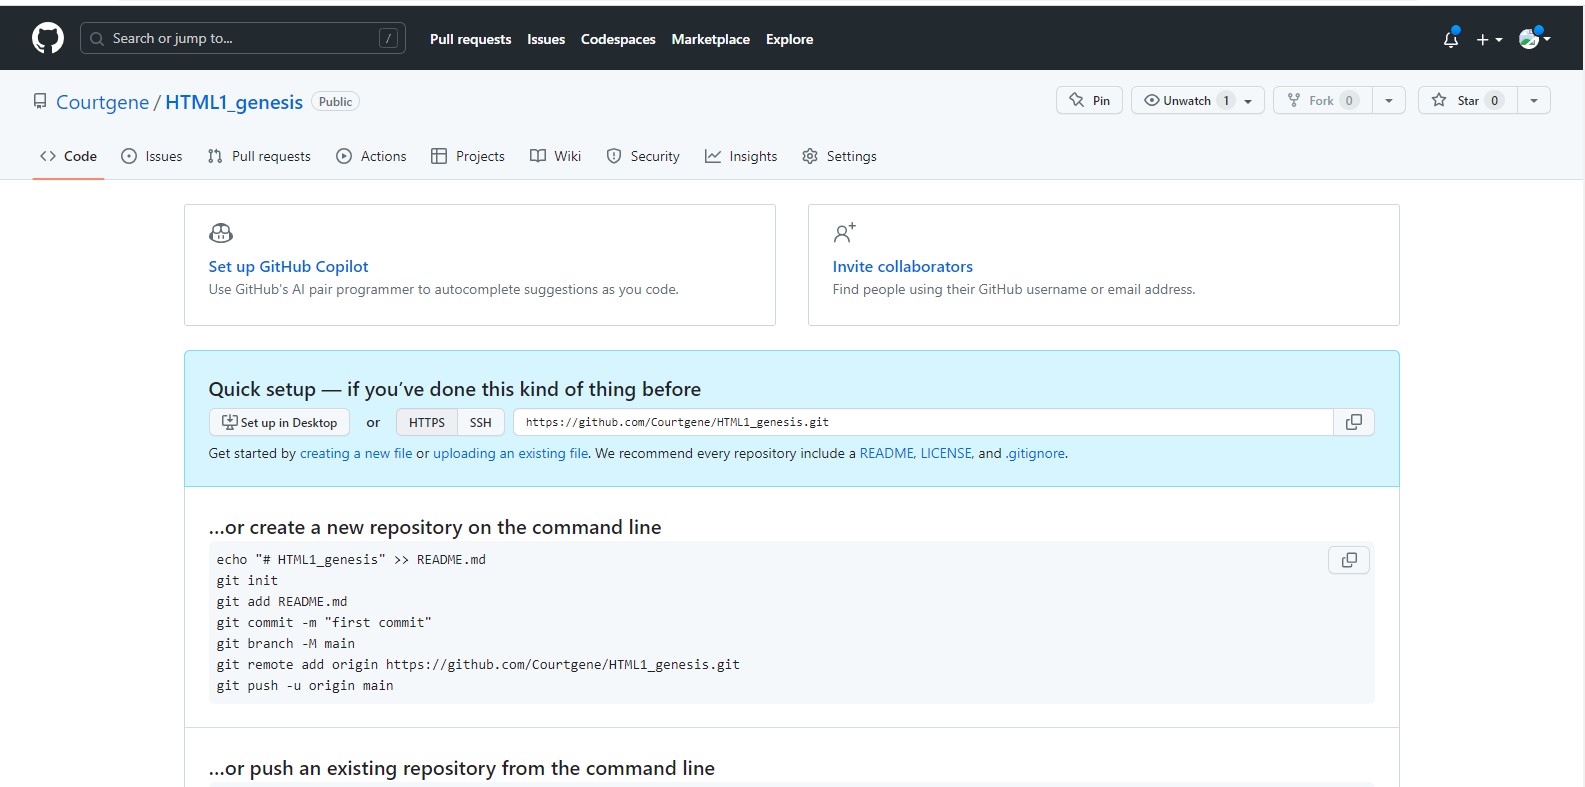 Search or jump to... /
Pull requests Issues Codespaces Marketplace Explore
Courtgene / HTML1_genesis Public
Pin Unwatch 1 Fork 0 Star 0
Code Issues Pull requests Actions Projects Wiki Security Insights Settings
Set up GitHub Copilot
Use GitHub's AI pair programmer to autocomplete suggestions as you code.
Invite collaborators
Find people using their GitHub username or email address.
Quick setup — if you’ve done this kind of thing before
Set up in Desktop or HTTPS SSH https://github.com/Courtgene/HTML1_genesis.git
Get started by creating a new file or uploading an existing file. We recommend every repository include a README, LICENSE, and .gitignore.
…or create a new repository on the command line
echo "# HTML1_genesis" >> README.md
git init
git add README.md
git commit -m "first commit"
git branch -M main
git remote add origin https://github.com/Courtgene/HTML1_genesis.git
git push -u origin main
…or push an existing repository from the command line